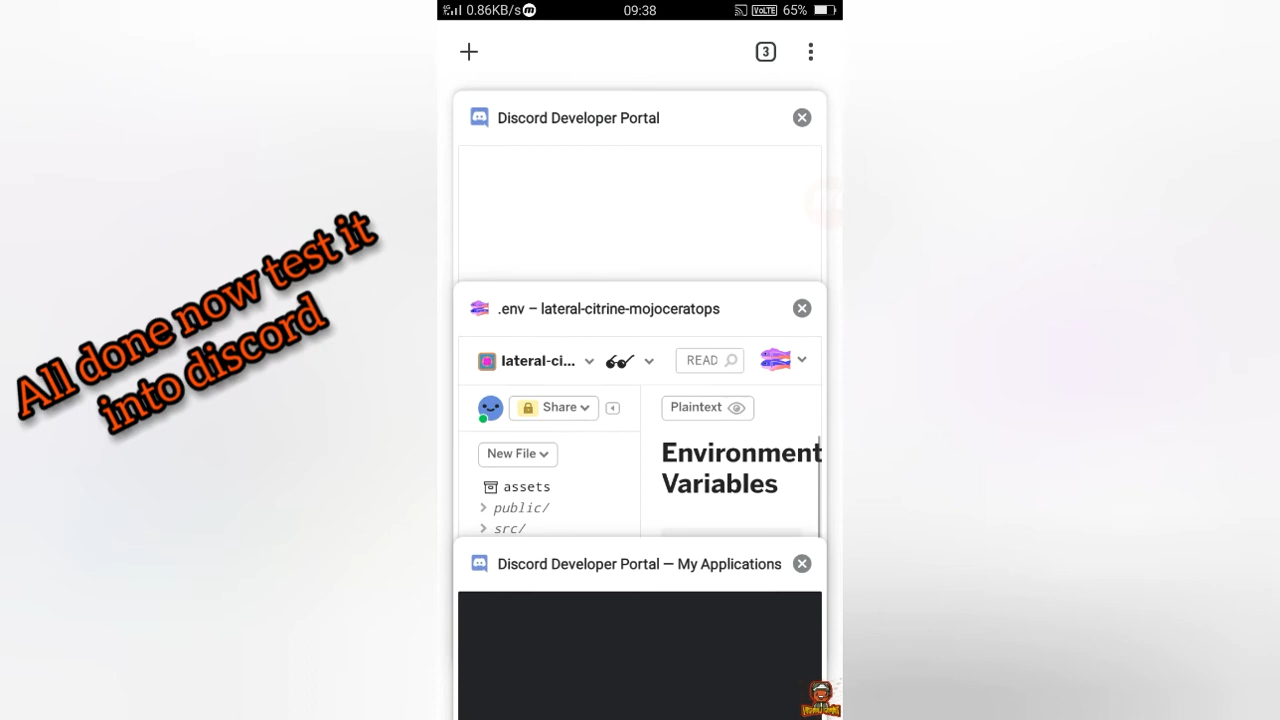 4G 0.86KB/s m 09:38 VoLTE 65%
3
Discord Developer Portal
.env – lateral-citrine-mojoceratops
lateral-ci... READ
Share Plaintext
New File
Environment
Variables
assets
public/
src/
Discord Developer Portal — My Applications
All done now test it
into discord